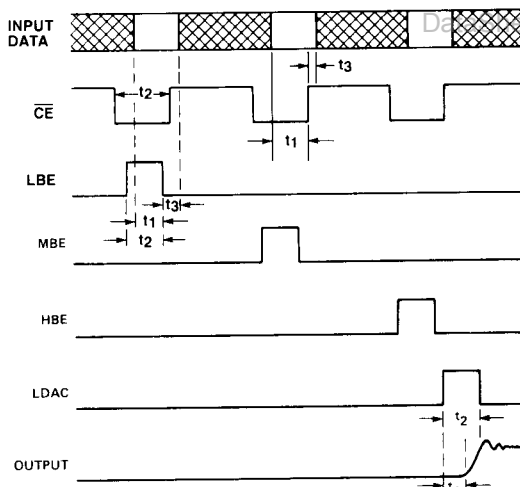 INPUT
DATA
t3
t2
CE
t1
LBE
t3
t1
t2
MBE
HBE
LDAC
t2
OUTPUT